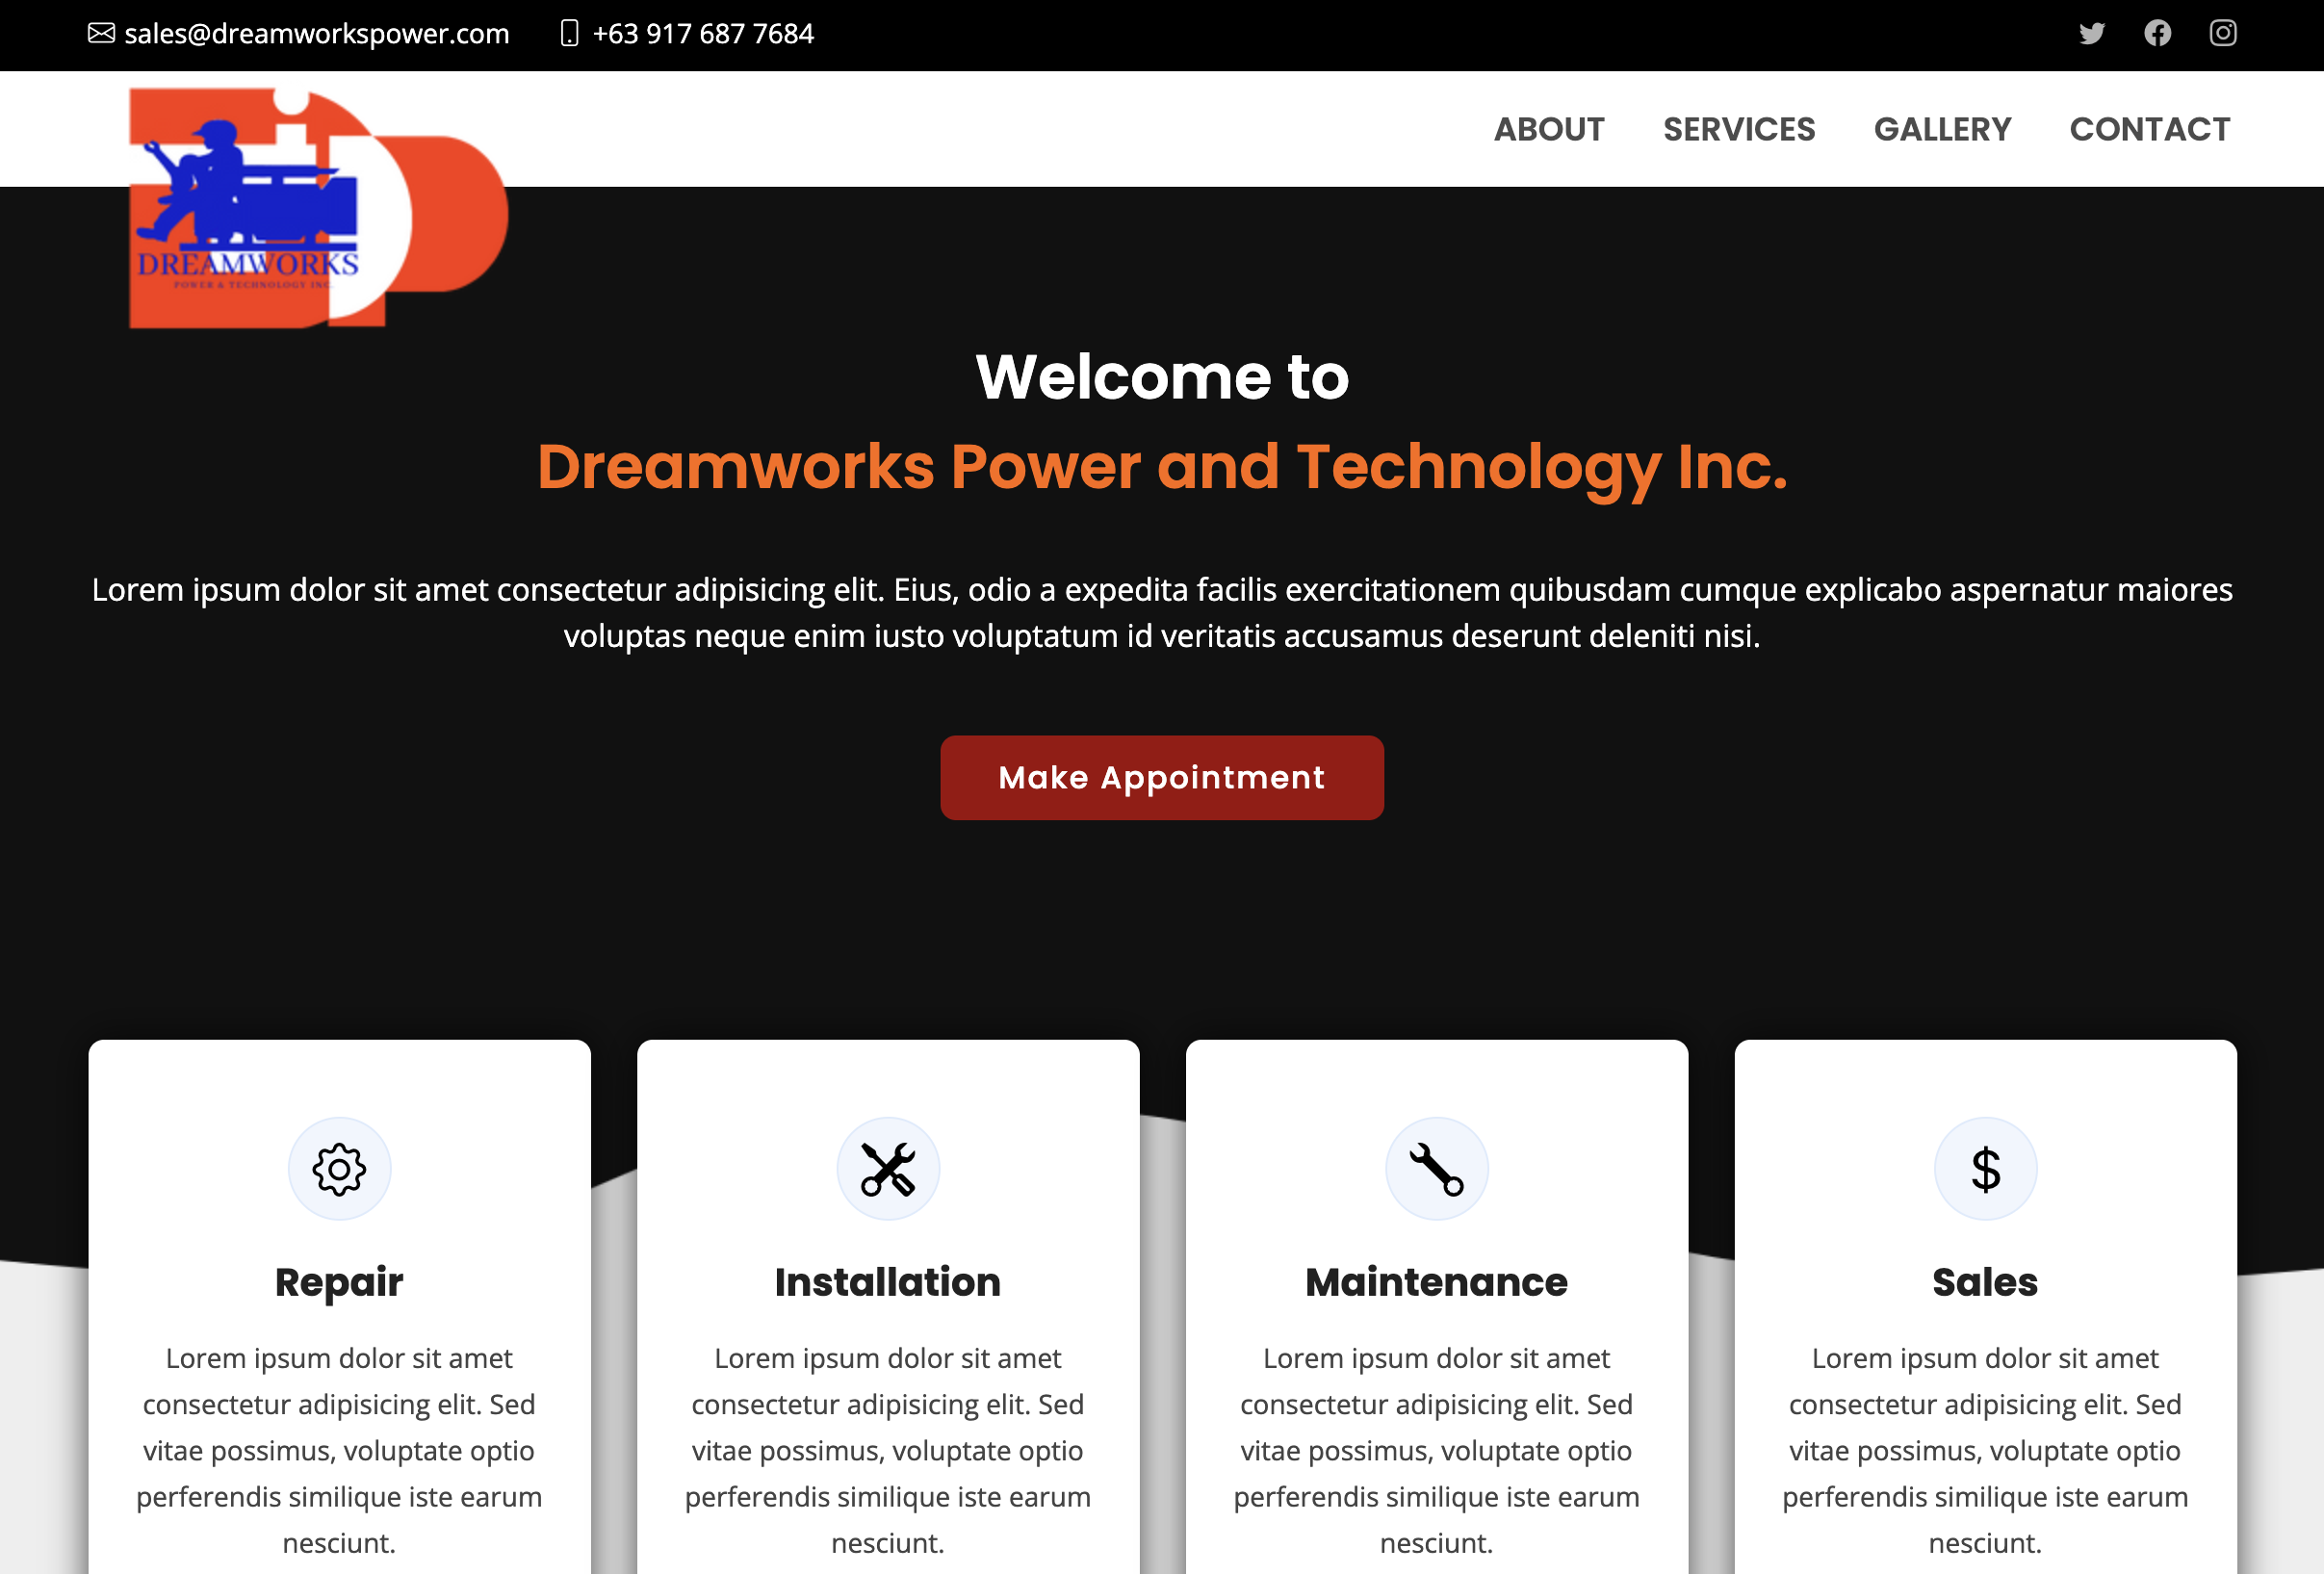 sales@dreamworkspower.com +63 917 687 7684
ABOUT SERVICES GALLERY CONTACT
DREAMWORKS
POWER & TECHNOLOGY INC.
Welcome to
Dreamworks Power and Technology Inc.
Lorem ipsum dolor sit amet consectetur adipisicing elit. Eius, odio a expedita facilis exercitationem quibusdam cumque explicabo aspernatur maiores
voluptas neque enim iusto voluptatum id veritatis accusamus deserunt deleniti nisi.
Make Appointment
Repair
Lorem ipsum dolor sit amet
consectetur adipisicing elit. Sed
vitae possimus, voluptate optio
perferendis similique iste earum
nesciunt.
Installation
Lorem ipsum dolor sit amet
consectetur adipisicing elit. Sed
vitae possimus, voluptate optio
perferendis similique iste earum
nesciunt.
Maintenance
Lorem ipsum dolor sit amet
consectetur adipisicing elit. Sed
vitae possimus, voluptate optio
perferendis similique iste earum
nesciunt.
$
Sales
Lorem ipsum dolor sit amet
consectetur adipisicing elit. Sed
vitae possimus, voluptate optio
perferendis similique iste earum
nesciunt.